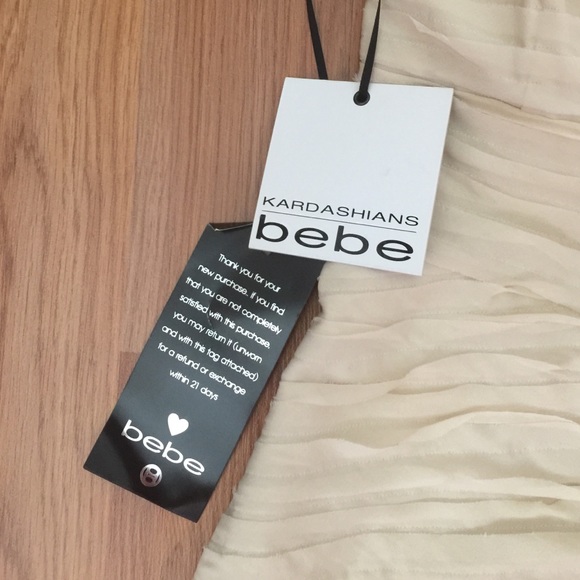 KARDASHIANS
bebe
Thank you for your
new purchase.. if you find
that you are not completely
satisfied with this purchase,
you may return it (unworn
and with this tag attached)
for a refund or exchange
within 21 days
bebe